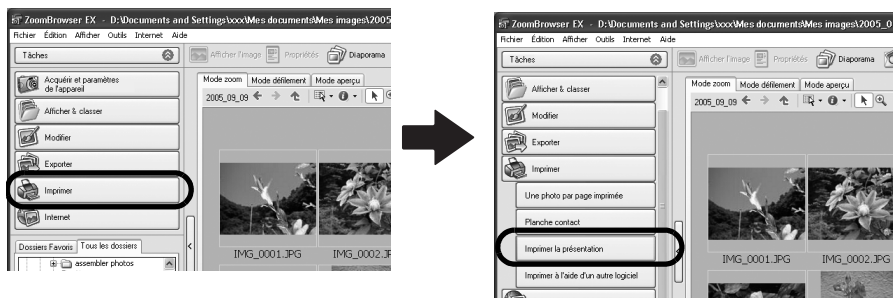 ZoomBrowser EX - D:\Documents and Settings\xxx\Mes documents\Mes images\2005
Fichier Édition Afficher Outils Internet Aide
Tâches
Afficher l'image Propriétés Diaporama
Acquérir et paramètres
de l'appareil
Afficher & classer
Modifier
Exporter
Imprimer
Internet
Mode zoom Mode défilement Mode aperçu
2005_09_09
IMG_0001.JPG IMG_0002.JP
Dossiers Favoris Tous les dossiers
assembler photos
ZoomBrowser EX - D:\Documents and Settings\xxx\Mes documents\Mes images\2005_0
Fichier Édition Afficher Outils Internet Aide
Tâches
Afficher l'image Propriétés Diaporama
Afficher & classer
Modifier
Exporter
Imprimer
Une photo par page imprimée
Planche contact
Imprimer la présentation
Imprimer à l'aide d'un autre logiciel
Mode zoom Mode défilement Mode aperçu
2005_09_09
IMG_0001.JPG IMG_0002.JPG